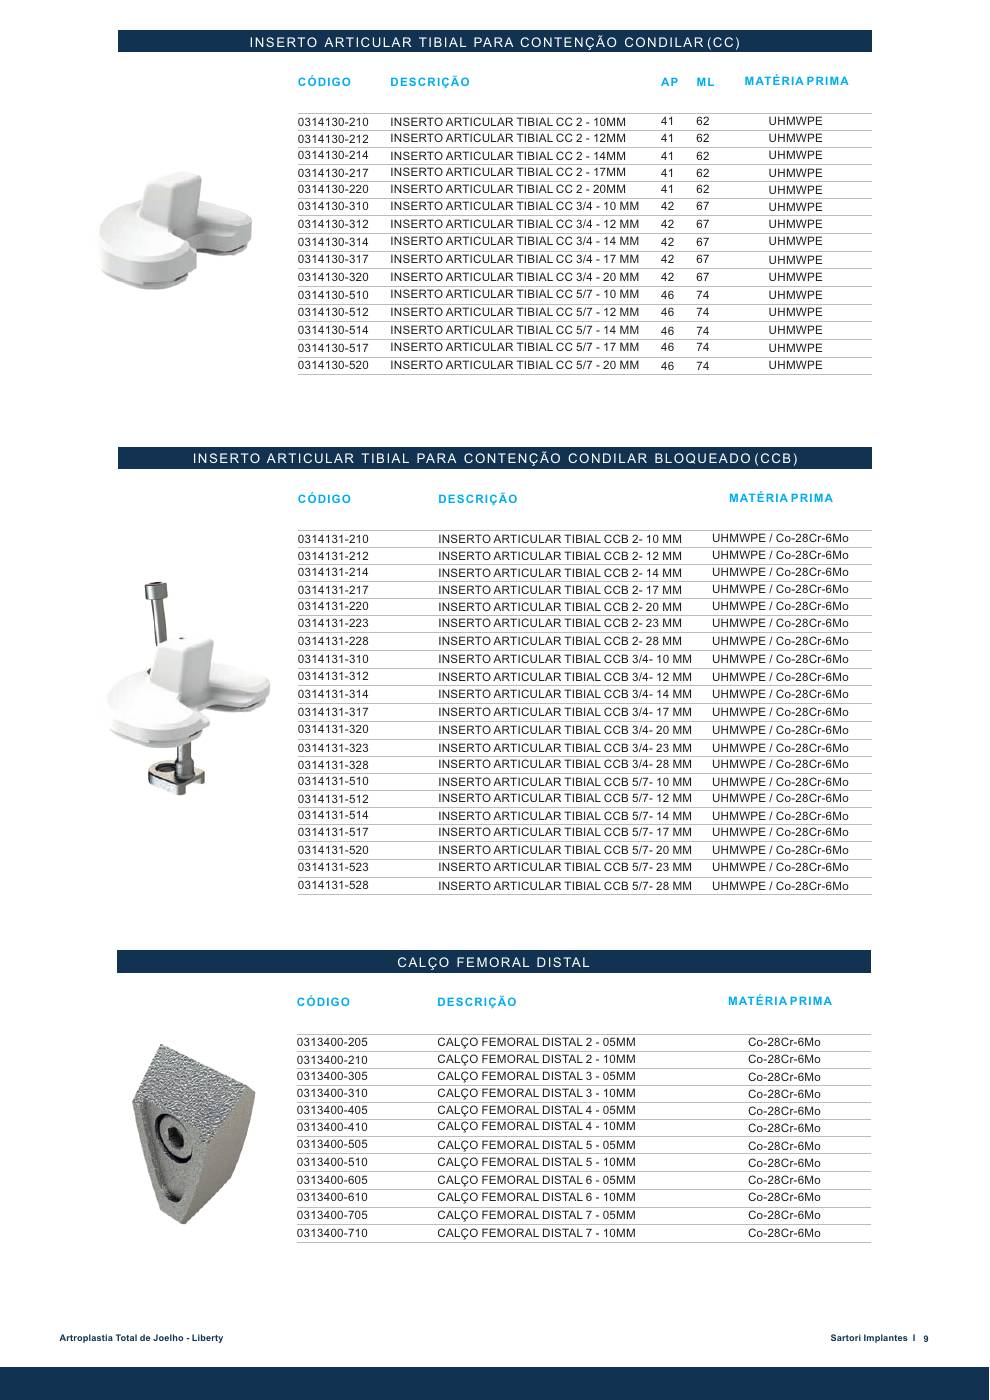 INSERTO ARTICULAR TIBIAL PARA CONTENÇÃO CONDILAR (CC)
CÓDIGO DESCRIÇÃO AP ML MATÉRIA PRIMA
0314130-210 INSERTO ARTICULAR TIBIAL CC 2 - 10MM 41 62 UHMWPE
0314130-212 INSERTO ARTICULAR TIBIAL CC 2 - 12MM 41 62 UHMWPE
0314130-214 INSERTO ARTICULAR TIBIAL CC 2 - 14MM 41 62 UHMWPE
0314130-217 INSERTO ARTICULAR TIBIAL CC 2 - 17MM 41 62 UHMWPE
0314130-220 INSERTO ARTICULAR TIBIAL CC 2 - 20MM 41 62 UHMWPE
0314130-310 INSERTO ARTICULAR TIBIAL CC 3/4 - 10 MM 42 67 UHMWPE
0314130-312 INSERTO ARTICULAR TIBIAL CC 3/4 - 12 MM 42 67 UHMWPE
0314130-314 INSERTO ARTICULAR TIBIAL CC 3/4 - 14 MM 42 67 UHMWPE
0314130-317 INSERTO ARTICULAR TIBIAL CC 3/4 - 17 MM 42 67 UHMWPE
0314130-320 INSERTO ARTICULAR TIBIAL CC 3/4 - 20 MM 42 67 UHMWPE
0314130-510 INSERTO ARTICULAR TIBIAL CC 5/7 - 10 MM 46 74 UHMWPE
0314130-512 INSERTO ARTICULAR TIBIAL CC 5/7 - 12 MM 46 74 UHMWPE
0314130-514 INSERTO ARTICULAR TIBIAL CC 5/7 - 14 MM 46 74 UHMWPE
0314130-517 INSERTO ARTICULAR TIBIAL CC 5/7 - 17 MM 46 74 UHMWPE
0314130-520 INSERTO ARTICULAR TIBIAL CC 5/7 - 20 MM 46 74 UHMWPE
INSERTO ARTICULAR TIBIAL PARA CONTENÇÃO CONDILAR BLOQUEADO (CCB)
CÓDIGO DESCRIÇÃO MATÉRIA PRIMA
0314131-210 INSERTO ARTICULAR TIBIAL CCB 2- 10 MM UHMWPE / Co-28Cr-6Mo
0314131-212 INSERTO ARTICULAR TIBIAL CCB 2- 12 MM UHMWPE / Co-28Cr-6Mo
0314131-214 INSERTO ARTICULAR TIBIAL CCB 2- 14 MM UHMWPE / Co-28Cr-6Mo
0314131-217 INSERTO ARTICULAR TIBIAL CCB 2- 17 MM UHMWPE / Co-28Cr-6Mo
0314131-220 INSERTO ARTICULAR TIBIAL CCB 2- 20 MM UHMWPE / Co-28Cr-6Mo
0314131-223 INSERTO ARTICULAR TIBIAL CCB 2- 23 MM UHMWPE / Co-28Cr-6Mo
0314131-228 INSERTO ARTICULAR TIBIAL CCB 2- 28 MM UHMWPE / Co-28Cr-6Mo
0314131-310 INSERTO ARTICULAR TIBIAL CCB 3/4- 10 MM UHMWPE / Co-28Cr-6Mo
0314131-312 INSERTO ARTICULAR TIBIAL CCB 3/4- 12 MM UHMWPE / Co-28Cr-6Mo
0314131-314 INSERTO ARTICULAR TIBIAL CCB 3/4- 14 MM UHMWPE / Co-28Cr-6Mo
0314131-317 INSERTO ARTICULAR TIBIAL CCB 3/4- 17 MM UHMWPE / Co-28Cr-6Mo
0314131-320 INSERTO ARTICULAR TIBIAL CCB 3/4- 20 MM UHMWPE / Co-28Cr-6Mo
0314131-323 INSERTO ARTICULAR TIBIAL CCB 3/4- 23 MM UHMWPE / Co-28Cr-6Mo
0314131-328 INSERTO ARTICULAR TIBIAL CCB 3/4- 28 MM UHMWPE / Co-28Cr-6Mo
0314131-510 INSERTO ARTICULAR TIBIAL CCB 5/7- 10 MM UHMWPE / Co-28Cr-6Mo
0314131-512 INSERTO ARTICULAR TIBIAL CCB 5/7- 12 MM UHMWPE / Co-28Cr-6Mo
0314131-514 INSERTO ARTICULAR TIBIAL CCB 5/7- 14 MM UHMWPE / Co-28Cr-6Mo
0314131-517 INSERTO ARTICULAR TIBIAL CCB 5/7- 17 MM UHMWPE / Co-28Cr-6Mo
0314131-520 INSERTO ARTICULAR TIBIAL CCB 5/7- 20 MM UHMWPE / Co-28Cr-6Mo
0314131-523 INSERTO ARTICULAR TIBIAL CCB 5/7- 23 MM UHMWPE / Co-28Cr-6Mo
0314131-528 INSERTO ARTICULAR TIBIAL CCB 5/7- 28 MM UHMWPE / Co-28Cr-6Mo
CALÇO FEMORAL DISTAL
CÓDIGO DESCRIÇÃO MATÉRIA PRIMA
0313400-205 CALÇO FEMORAL DISTAL 2 - 05MM Co-28Cr-6Mo
0313400-210 CALÇO FEMORAL DISTAL 2 - 10MM Co-28Cr-6Mo
0313400-305 CALÇO FEMORAL DISTAL 3 - 05MM Co-28Cr-6Mo
0313400-310 CALÇO FEMORAL DISTAL 3 - 10MM Co-28Cr-6Mo
0313400-405 CALÇO FEMORAL DISTAL 4 - 05MM Co-28Cr-6Mo
0313400-410 CALÇO FEMORAL DISTAL 4 - 10MM Co-28Cr-6Mo
0313400-505 CALÇO FEMORAL DISTAL 5 - 05MM Co-28Cr-6Mo
0313400-510 CALÇO FEMORAL DISTAL 5 - 10MM Co-28Cr-6Mo
0313400-605 CALÇO FEMORAL DISTAL 6 - 05MM Co-28Cr-6Mo
0313400-610 CALÇO FEMORAL DISTAL 6 - 10MM Co-28Cr-6Mo
0313400-705 CALÇO FEMORAL DISTAL 7 - 05MM Co-28Cr-6Mo
0313400-710 CALÇO FEMORAL DISTAL 7 - 10MM Co-28Cr-6Mo
Artroplastia Total de Joelho - Liberty Sartori Implantes I 9